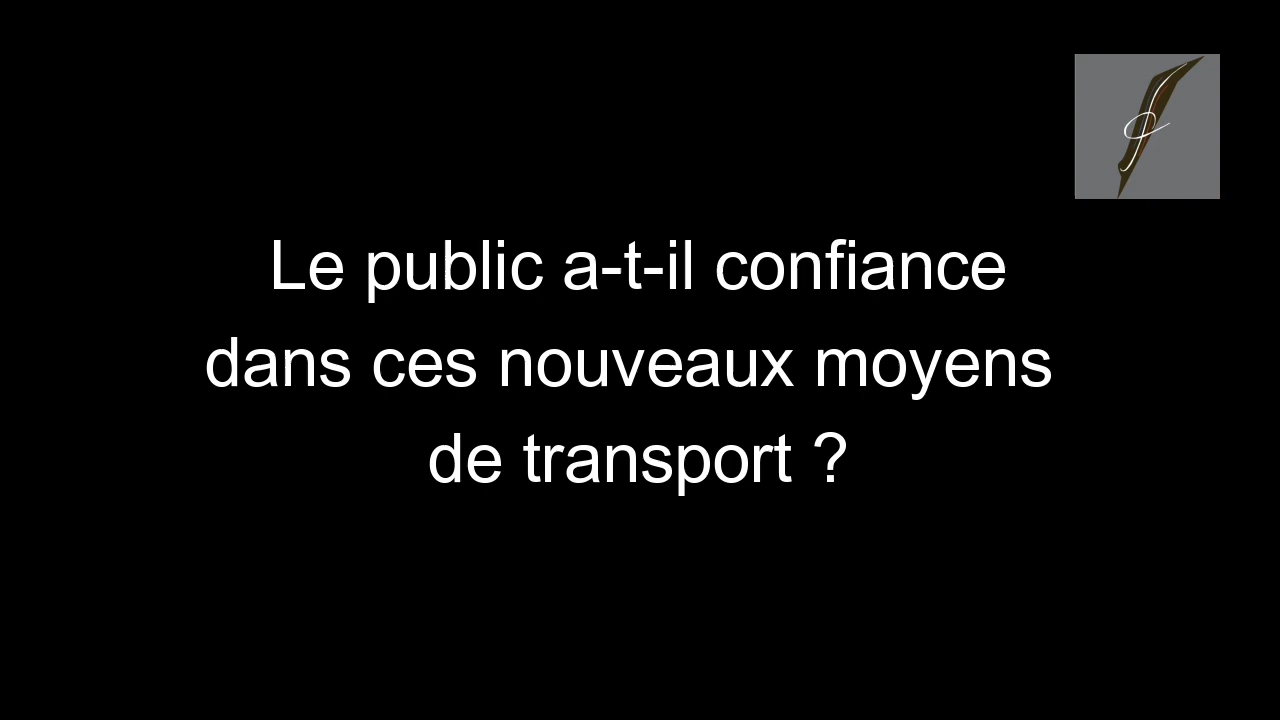 Le public a-t-il confiance
dans ces nouveaux moyens
de transport ?